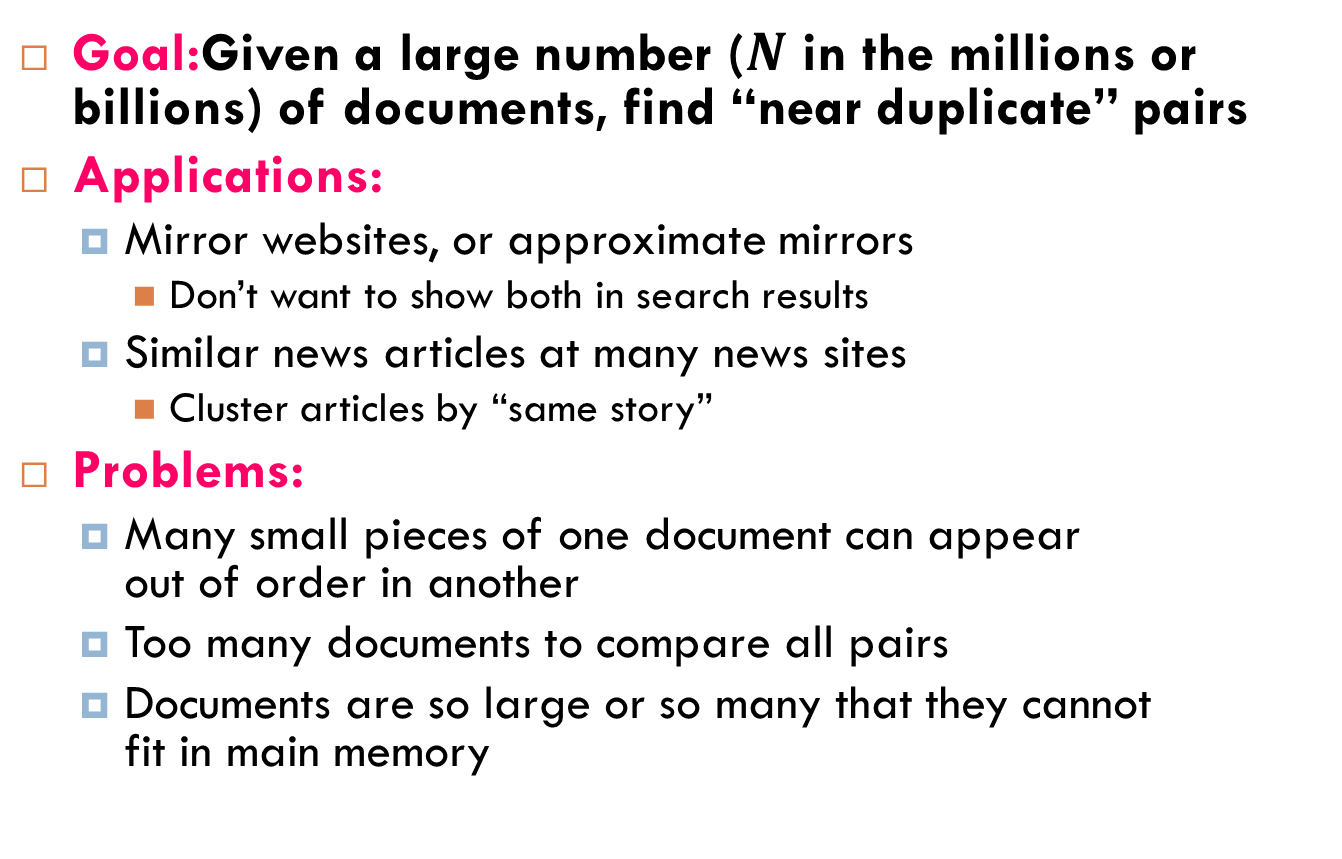 Goal:Given a large number (N in the millions or
billions) of documents, find “near duplicate” pairs
Applications:
Mirror websites, or approximate mirrors
Don’t want to show both in search results
Similar news articles at many news sites
Cluster articles by “same story”
Problems:
Many small pieces of one document can appear
out of order in another
Too many documents to compare all pairs
Documents are so large or so many that they cannot
fit in main memory